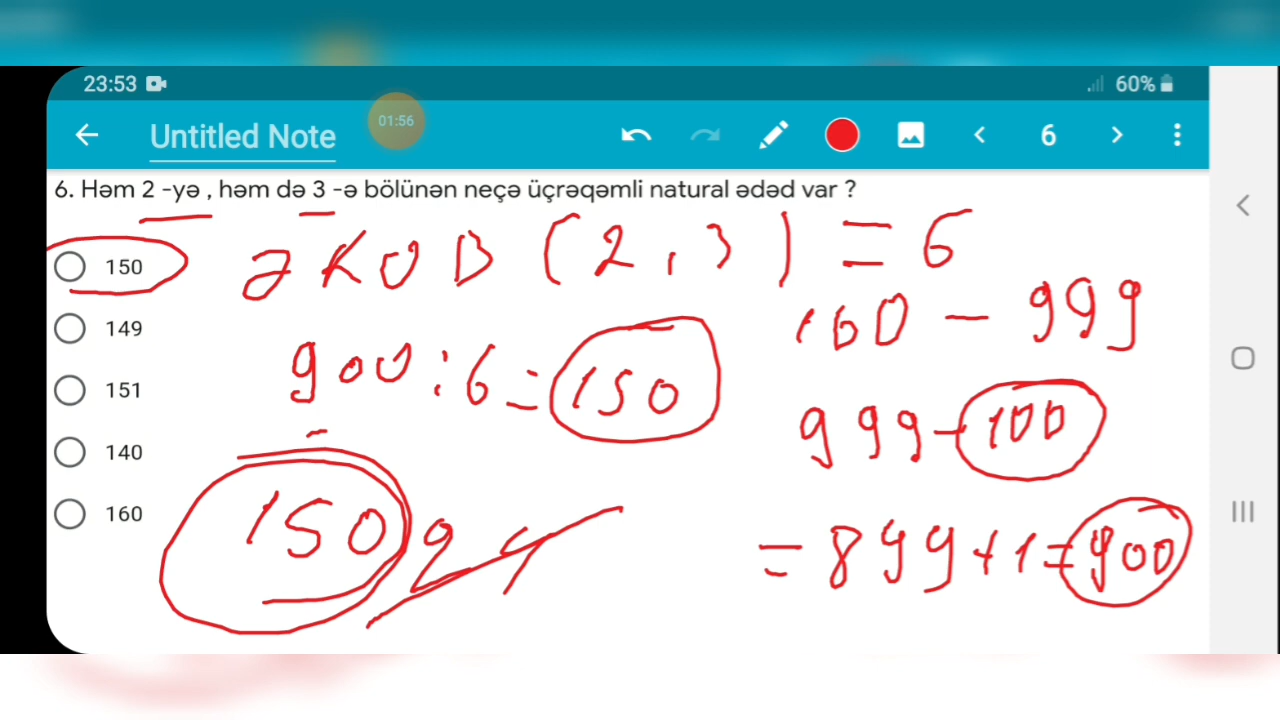 23:53 60%
01:56
Untitled Note 6
6. Həm 2 -yə , həm də 3 -ə bölünən neçə üçrəqəmli natural ədəd var ?
150
149
151
140
160
ƏKOB (2,3) = 6
100 - 999
900 : 6 = 150
999 - 100
= 899 + 1 = 900
150